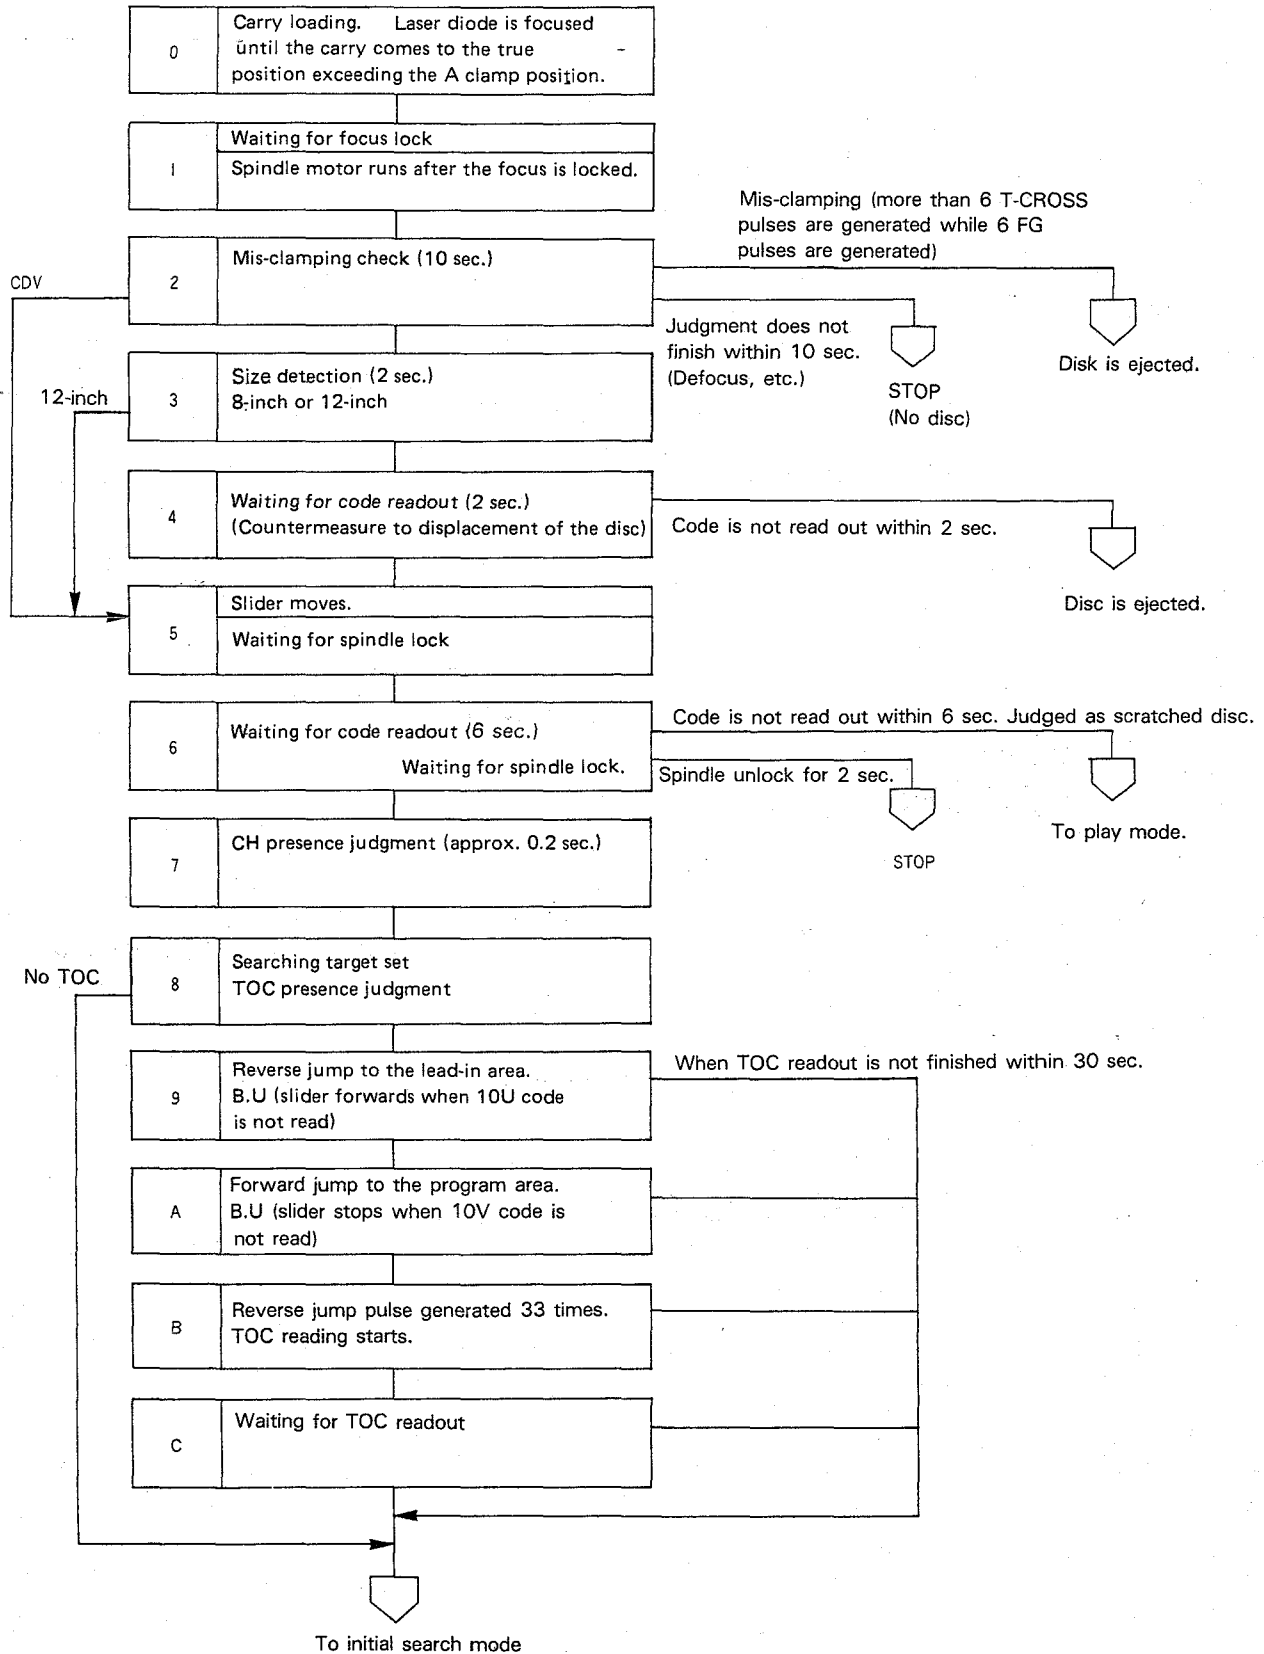 0
Carry loading. Laser diode is focused
until the carry comes to the true
position exceeding the A clamp position.
1
Waiting for focus lock
Spindle motor runs after the focus is locked.
Mis-clamping (more than 6 T-CROSS
pulses are generated while 6 FG
pulses are generated)
Disk is ejected.
2
Mis-clamping check (10 sec.)
CDV
Judgment does not
finish within 10 sec.
(Defocus, etc.)
STOP
(No disc)
12-inch
3
Size detection (2 sec.)
8-inch or 12-inch
4
Waiting for code readout (2 sec.)
(Countermeasure to displacement of the disc)
Code is not read out within 2 sec.
Disc is ejected.
5
Slider moves.
Waiting for spindle lock
6
Waiting for code readout (6 sec.)
Waiting for spindle lock.
Code is not read out within 6 sec. Judged as scratched disc.
Spindle unlock for 2 sec.
To play mode.
STOP
7
CH presence judgment (approx. 0.2 sec.)
No TOC
8
Searching target set
TOC presence judgment
9
Reverse jump to the lead-in area.
B.U (slider forwards when 10U code
is not read)
When TOC readout is not finished within 30 sec.
A
Forward jump to the program area.
B.U (slider stops when 10V code is
not read)
B
Reverse jump pulse generated 33 times.
TOC reading starts.
C
Waiting for TOC readout
To initial search mode